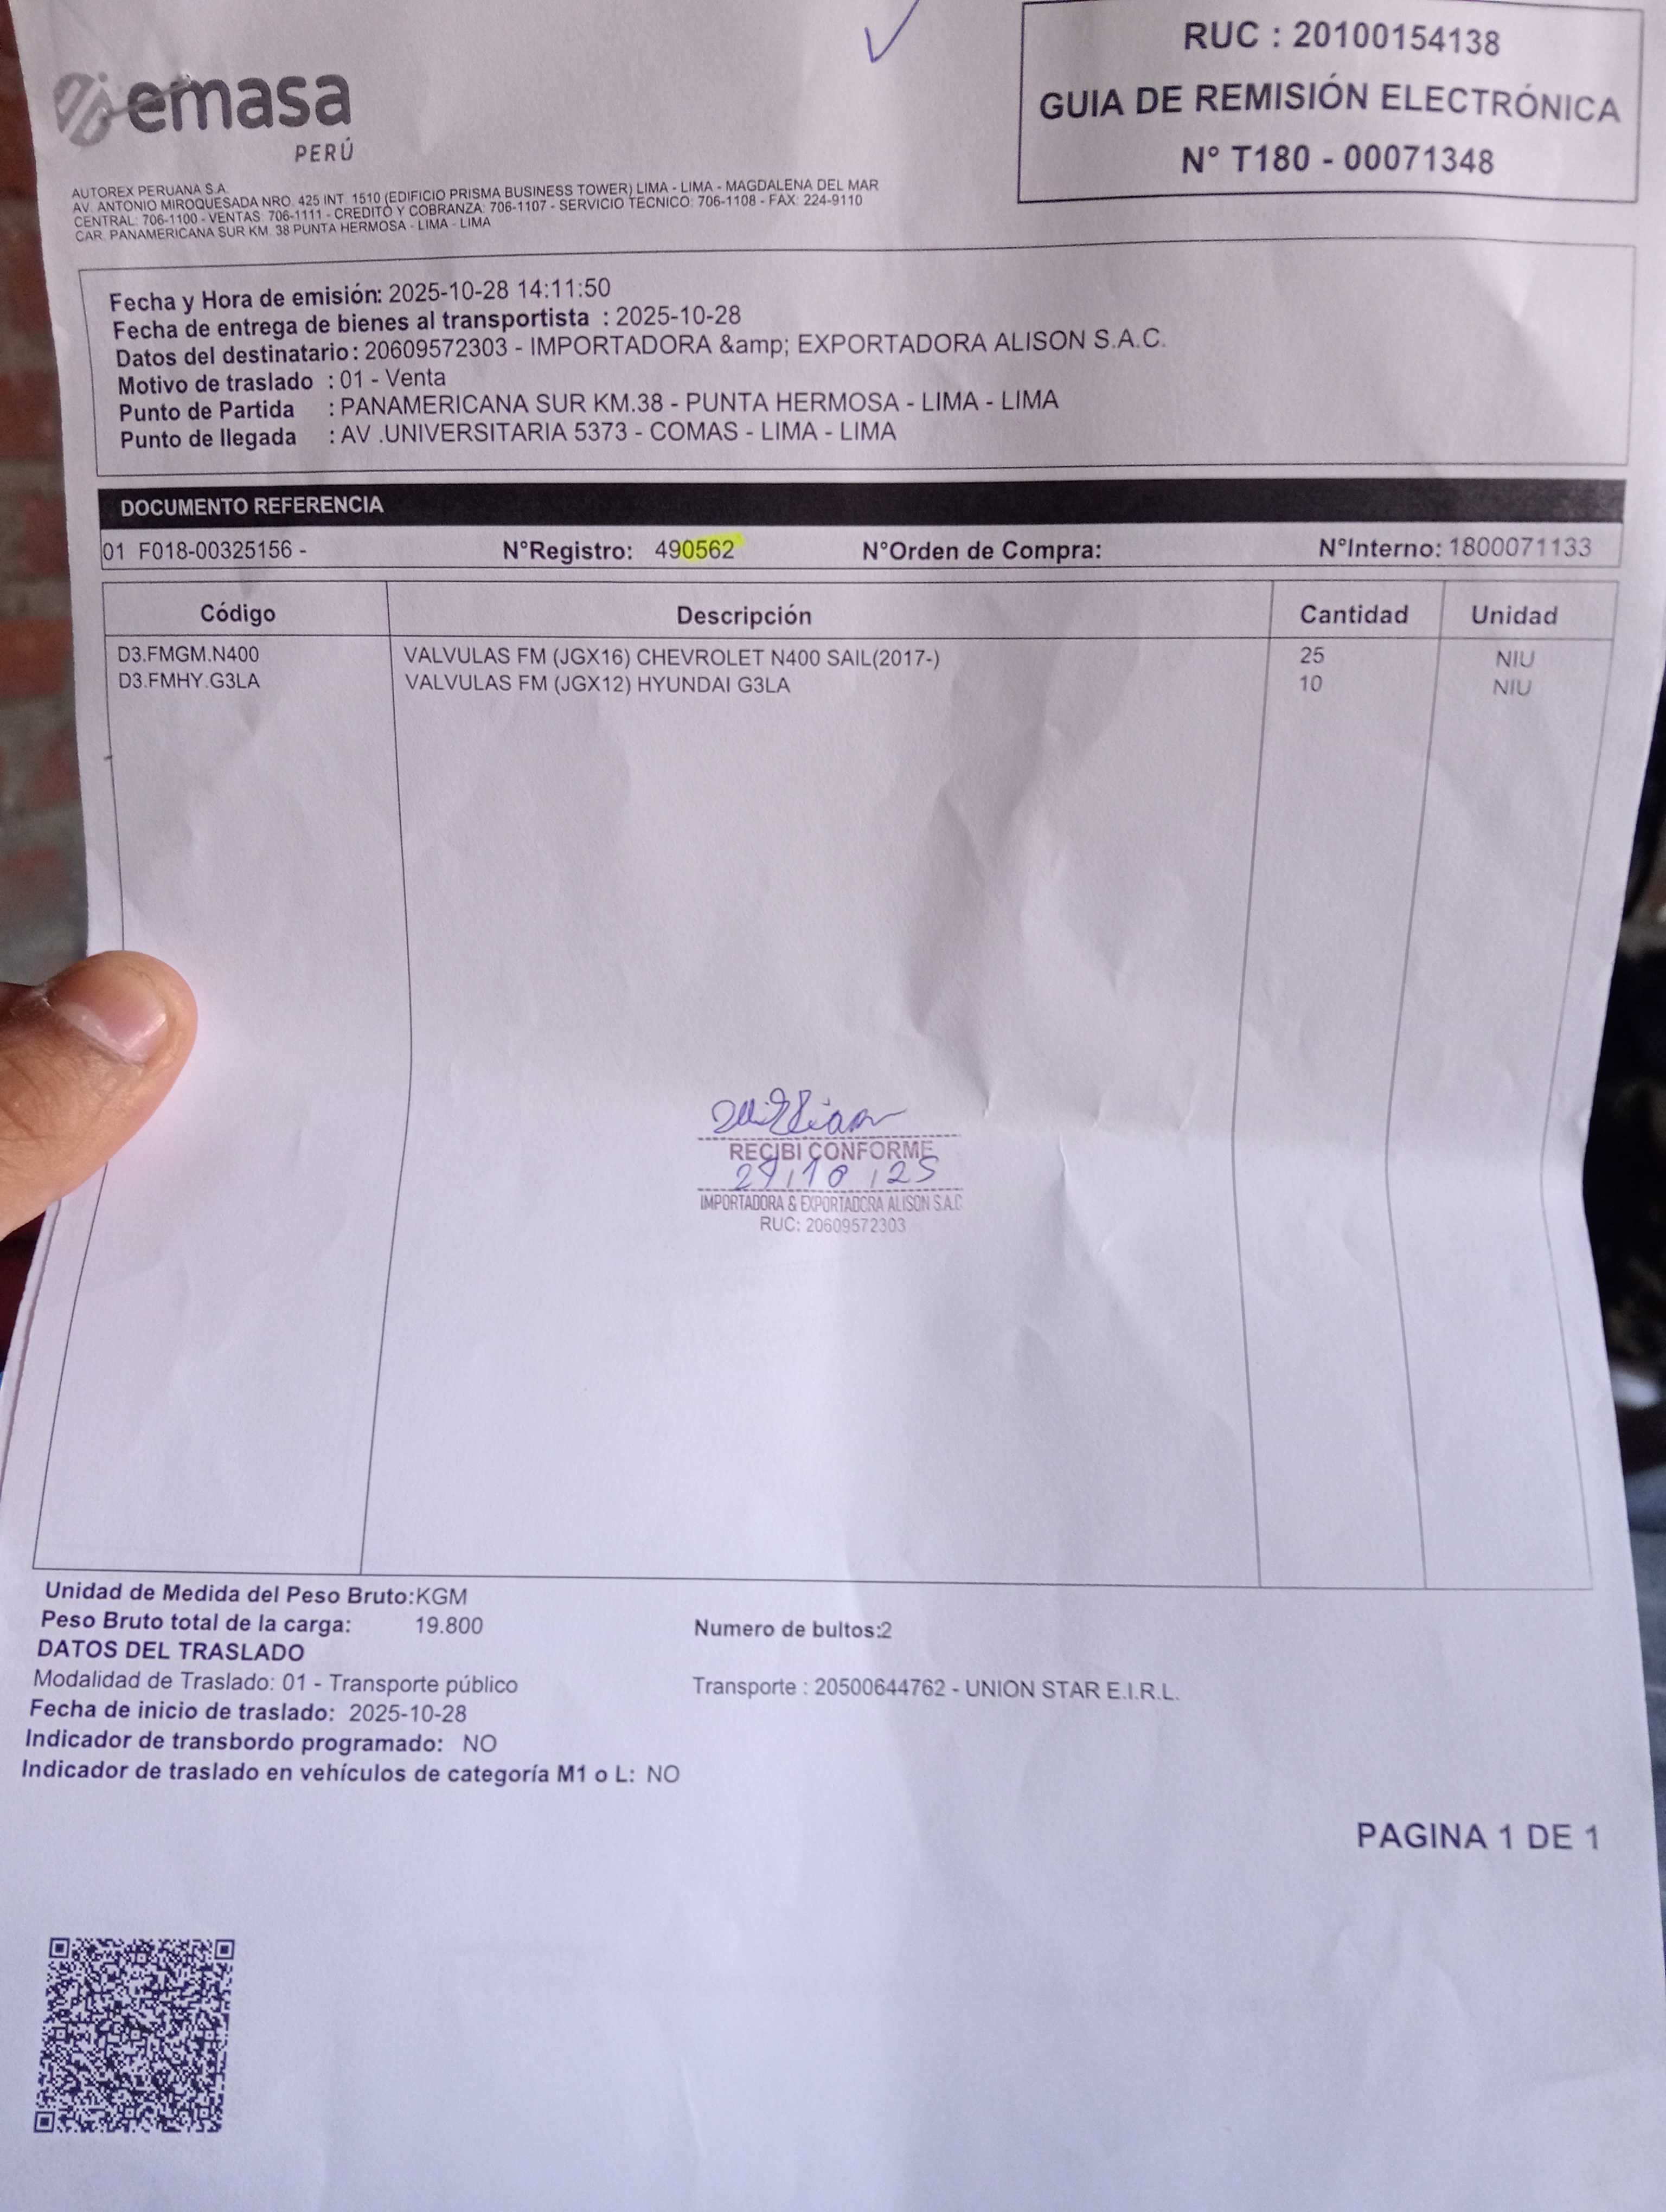 emasa
PERÚ
RUC : 20100154138
GUIA DE REMISIÓN ELECTRÓNICA
N° T180 - 00071348
AUTOREX PERUANA S.A.
AV. ANTONIO MIROQUESADA NRO. 425 INT. 1510 (EDIFICIO PRISMA BUSINESS TOWER) LIMA - LIMA - MAGDALENA DEL MAR
CENTRAL: 706-1100 - VENTAS: 706-1111 - CREDITO Y COBRANZA: 706-1107 - SERVICIO TECNICO: 706-1108 - FAX: 224-9110
CAR. PANAMERICANA SUR KM. 38 PUNTA HERMOSA - LIMA - LIMA
Fecha y Hora de emisión: 2025-10-28 14:11:50
Fecha de entrega de bienes al transportista : 2025-10-28
Datos del destinatario : 20609572303 - IMPORTADORA &amp; EXPORTADORA ALISON S.A.C.
Motivo de traslado : 01 - Venta
Punto de Partida : PANAMERICANA SUR KM.38 - PUNTA HERMOSA - LIMA - LIMA
Punto de llegada : AV .UNIVERSITARIA 5373 - COMAS - LIMA - LIMA
DOCUMENTO REFERENCIA
01 F018-00325156 - N°Registro: 490562 N°Orden de Compra: N°Interno: 1800071133
Código Descripción Cantidad Unidad
D3.FMGM.N400 VALVULAS FM (JGX16) CHEVROLET N400 SAIL(2017-) 25 NIU
D3.FMHY.G3LA VALVULAS FM (JGX12) HYUNDAI G3LA 10 NIU
RECIBI CONFORME
IMPORTADORA & EXPORTADORA ALISON S.A.C
RUC: 20609572303
Unidad de Medida del Peso Bruto:KGM
Peso Bruto total de la carga: 19.800 Numero de bultos:2
DATOS DEL TRASLADO
Modalidad de Traslado: 01 - Transporte público Transporte : 20500644762 - UNION STAR E.I.R.L.
Fecha de inicio de traslado: 2025-10-28
Indicador de transbordo programado: NO
Indicador de traslado en vehículos de categoría M1 o L: NO
PAGINA 1 DE 1